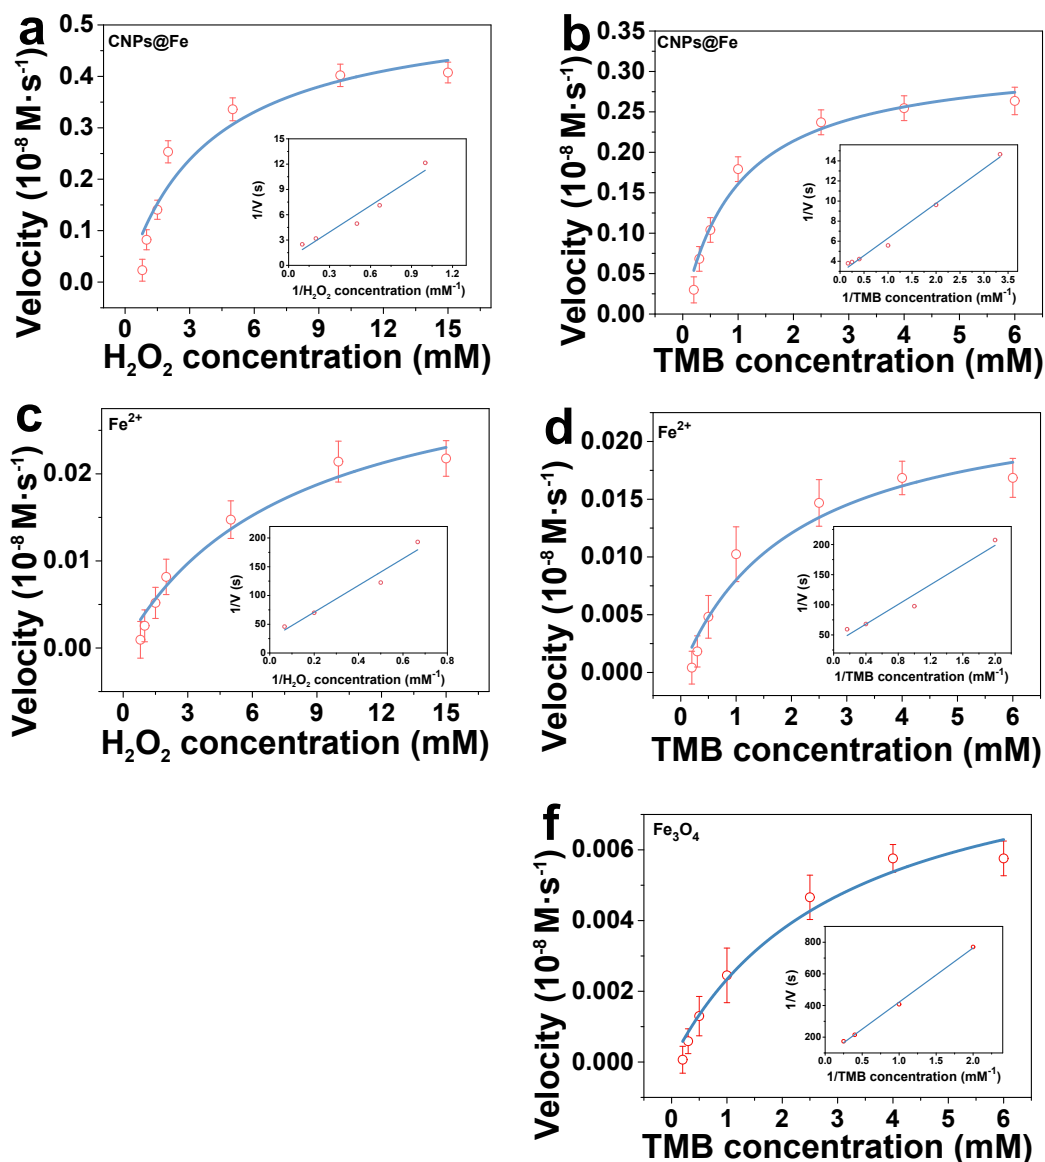 a
CNPs@Fe
Velocity (10⁻⁸ M·s⁻¹)
0.5
0.4
0.3
0.2
0.1
0.0
0 3 6 9 12 15
H₂O₂ concentration (mM)
1/V (s)
15
12
9
6
3
0
0.0 0.3 0.6 0.9 1.2
1/H₂O₂ concentration (mM⁻¹)
b
CNPs@Fe
Velocity (10⁻⁸ M·s⁻¹)
0.35
0.30
0.25
0.20
0.15
0.10
0.05
0.00
0 1 2 3 4 5 6
TMB concentration (mM)
1/V (s)
14
12
10
8
6
4
0.0 0.5 1.0 1.5 2.0 2.5 3.0 3.5
1/TMB concentration (mM⁻¹)
c
Fe²⁺
Velocity (10⁻⁸ M·s⁻¹)
0.02
0.01
0.00
0 3 6 9 12 15
H₂O₂ concentration (mM)
1/V (s)
200
150
100
50
0
0.0 0.2 0.4 0.6 0.8
1/H₂O₂ concentration (mM⁻¹)
d
Fe²⁺
Velocity (10⁻⁸ M·s⁻¹)
0.020
0.015
0.010
0.005
0.000
0 1 2 3 4 5 6
TMB concentration (mM)
1/V (s)
200
150
100
50
0.0 0.4 0.8 1.2 1.6 2.0
1/TMB concentration (mM⁻¹)
f
Fe₃O₄
Velocity (10⁻⁸ M·s⁻¹)
0.006
0.004
0.002
0.000
0 1 2 3 4 5 6
TMB concentration (mM)
1/V (s)
800
600
400
200
0.0 0.5 1.0 1.5 2.0
1/TMB concentration (mM⁻¹)